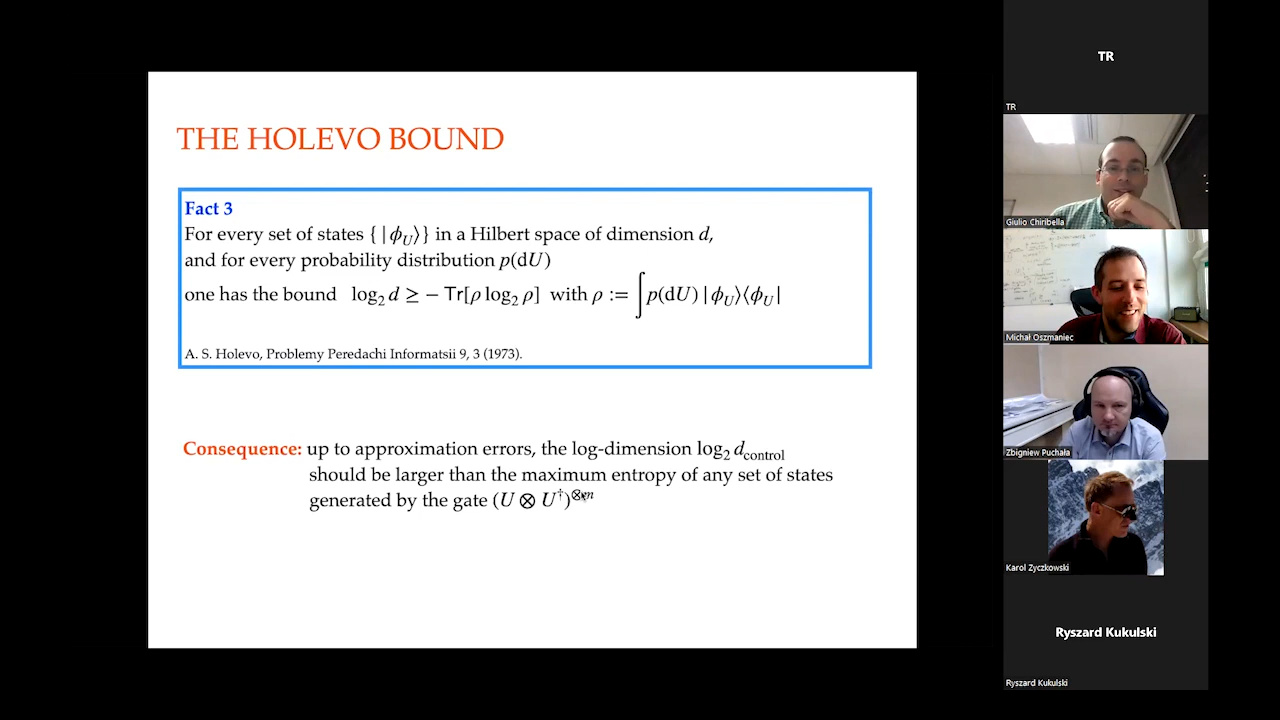 THE HOLEVO BOUND
Fact 3
For every set of states { |ϕ_U⟩} in a Hilbert space of dimension d,
and for every probability distribution p(dU)
one has the bound log₂ d ≥ − Tr[ρ log₂ ρ] with ρ := ∫ p(dU) |ϕ_U⟩⟨ϕ_U|
A. S. Holevo, Problemy Peredachi Informatsii 9, 3 (1973).
Consequence: up to approximation errors, the log-dimension log₂ d_control
should be larger than the maximum entropy of any set of states
generated by the gate (U ⊗ U†)^⊗n
TR
TR
Giulio Chiribella
Michał Oszmaniec
Zbigniew Puchała
Karol Zyczkowski
Ryszard Kukulski
Ryszard Kukulski